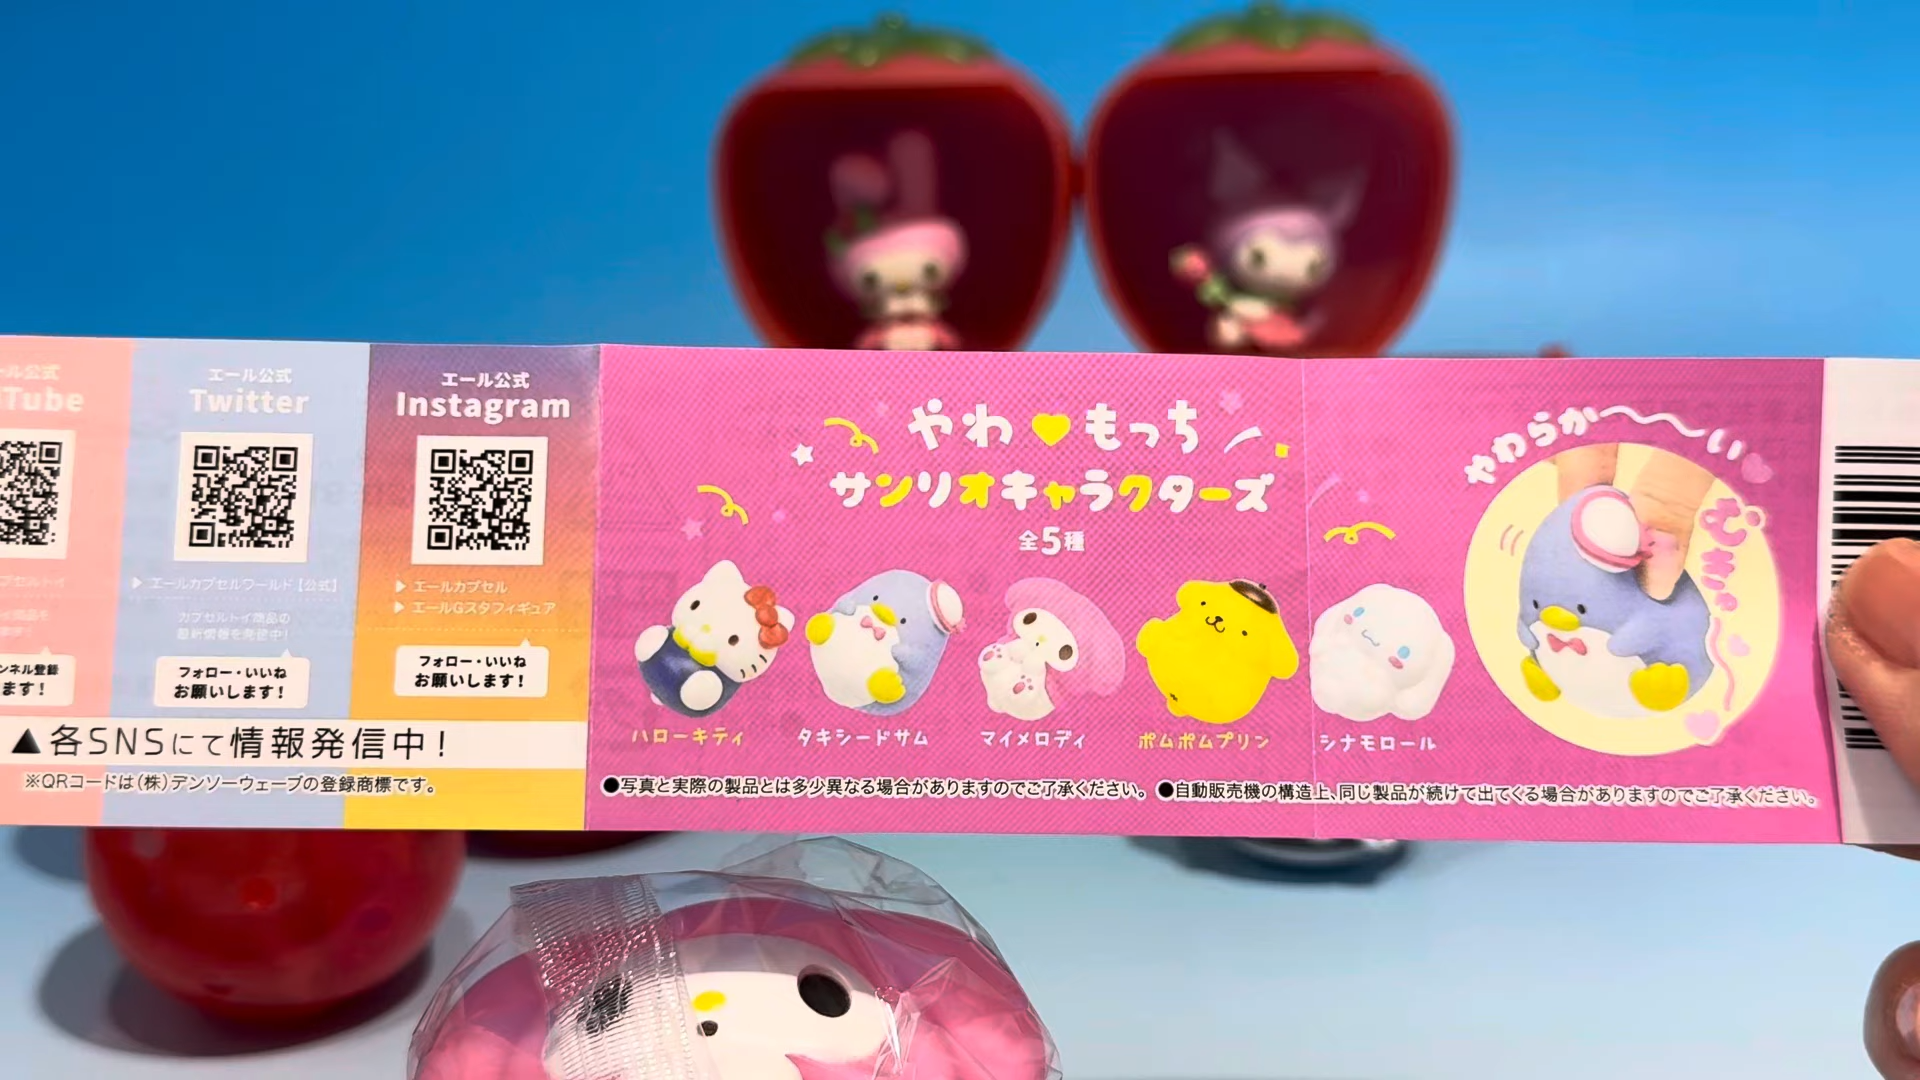 ール公式
Tube
ンネル登録
ます！
エール公式
Twitter
▶ エールカプセルワールド【公式】
カプセルトイ商品の
最新情報を発信中！
フォロー・いいね
お願いします！
エール公式
Instagram
▶ エールカプセル
▶ エールGスタフィギュア
フォロー・いいね
お願いします！
▲各SNSにて情報発信中！
※QRコードは（株）デンソーウェーブの登録商標です。
やわ♥もっち
サンリオキャラクターズ
全5種
ハローキティ
タキシードサム
マイメロディ
ポムポムプリン
シナモロール
やわらか〜〜い
むぎゅ〜
●写真と実際の製品とは多少異なる場合がありますのでご了承ください。 ●自動販売機の構造上、同じ製品が続けて出てくる場合がありますのでご了承ください。